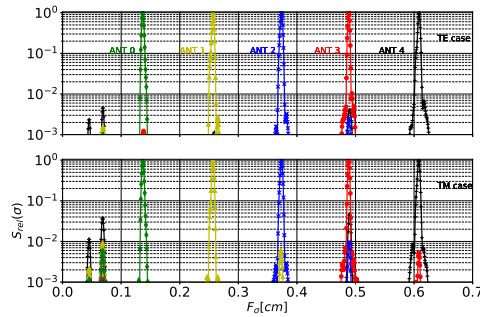 10⁰
TE case
ANT 0 ANT 1 ANT 2 ANT 3 ANT 4
10⁻¹
10⁻²
10⁻³
10⁰
TM case
10⁻¹
S_rel(σ)
10⁻²
10⁻³
0.0 0.1 0.2 0.3 0.4 0.5 0.6 0.7
F_σ[cm]